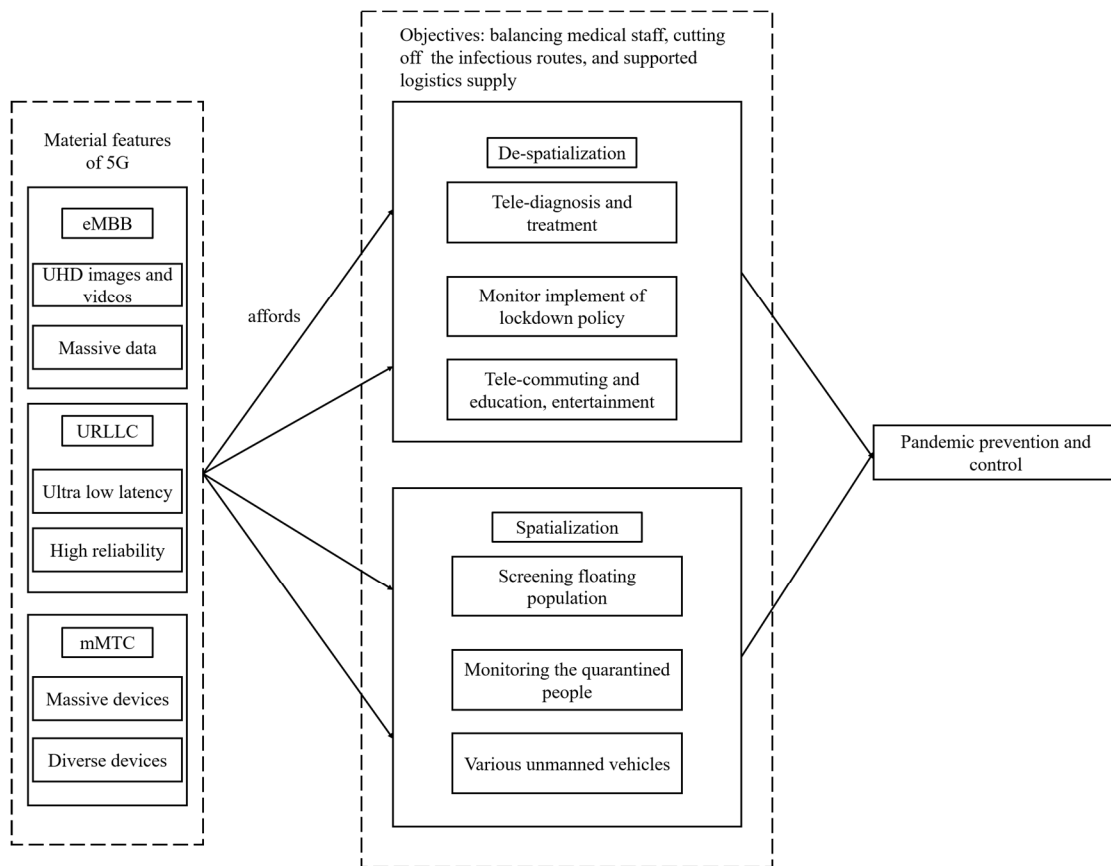 Objectives: balancing medical staff, cutting
off the infectious routes, and supported
logistics supply
Material features
of 5G
eMBB
UHD images and
videos
Massive data
URLLC
Ultra low latency
High reliability
mMTC
Massive devices
Diverse devices
affords
De-spatialization
Tele-diagnosis and
treatment
Monitor implement of
lockdown policy
Tele-commuting and
education, entertainment
Spatialization
Screening floating
population
Monitoring the quarantined
people
Various unmanned vehicles
Pandemic prevention and
control